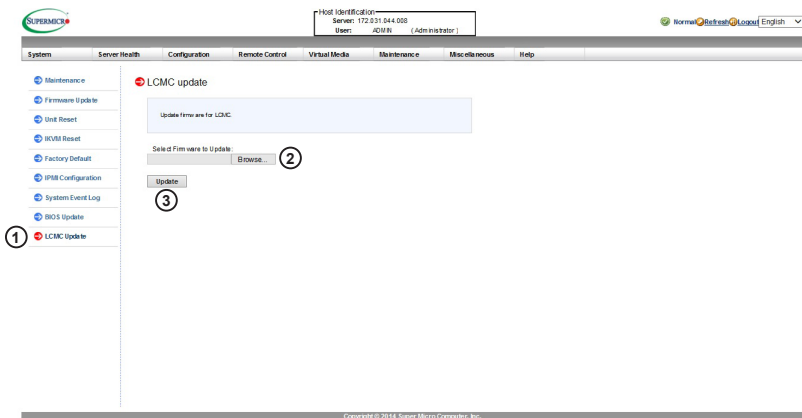 SUPERMICR
Host Identification
Server: 172.031.044.008
User: ADMIN (Administrator)
Normal Refresh Logout English
System Server Health Configuration Remote Control Virtual Media Maintenance Miscellaneous Help
Maintenance
Firmware Update
Unit Reset
IKVM Reset
Factory Default
IPMI Configuration
System Event Log
BIOS Update
1 LCMC Update
LCMC update
Update firmware for LCMC.
Select Firmware to Update:
Browse... 2
Update
3
Copyright © 2014 Super Micro Computer, Inc.